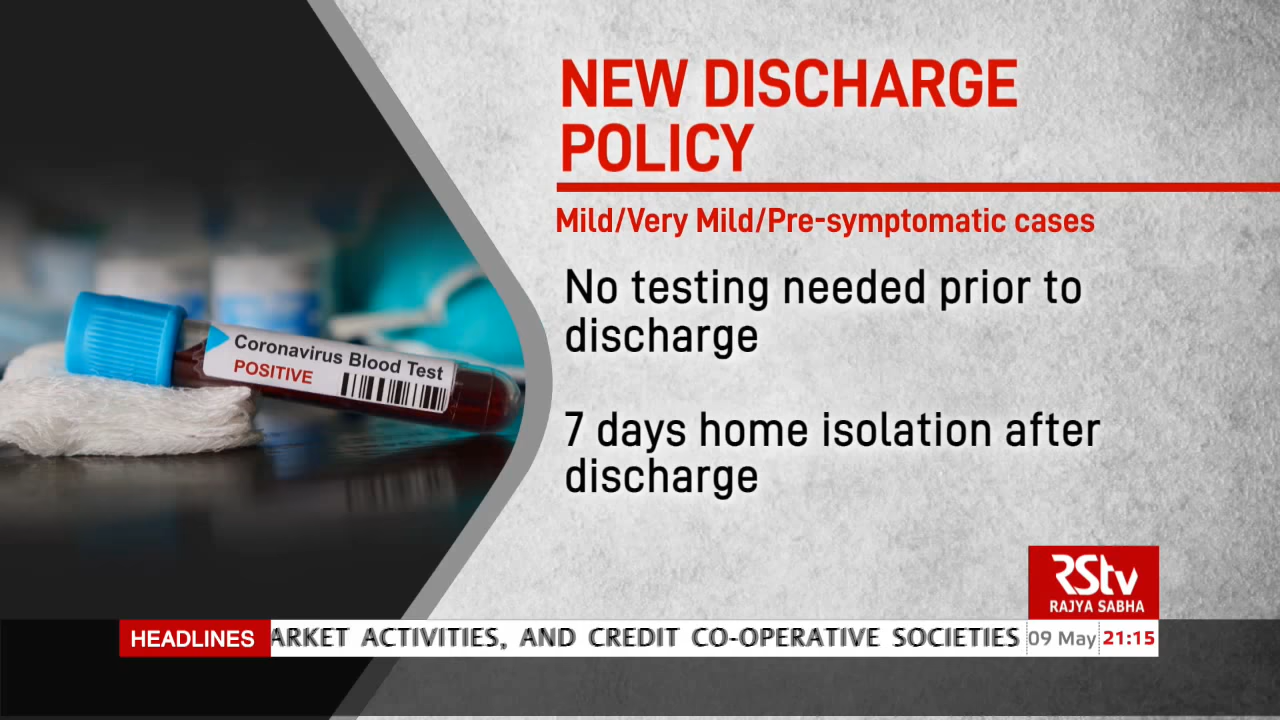 NEW DISCHARGE
POLICY
Mild/Very Mild/Pre-symptomatic cases
No testing needed prior to
discharge
7 days home isolation after
discharge
Coronavirus Blood Test
POSITIVE
RStv
RAJYA SABHA
HEADLINES ARKET ACTIVITIES, AND CREDIT CO-OPERATIVE SOCIETIES 09 May 21:15